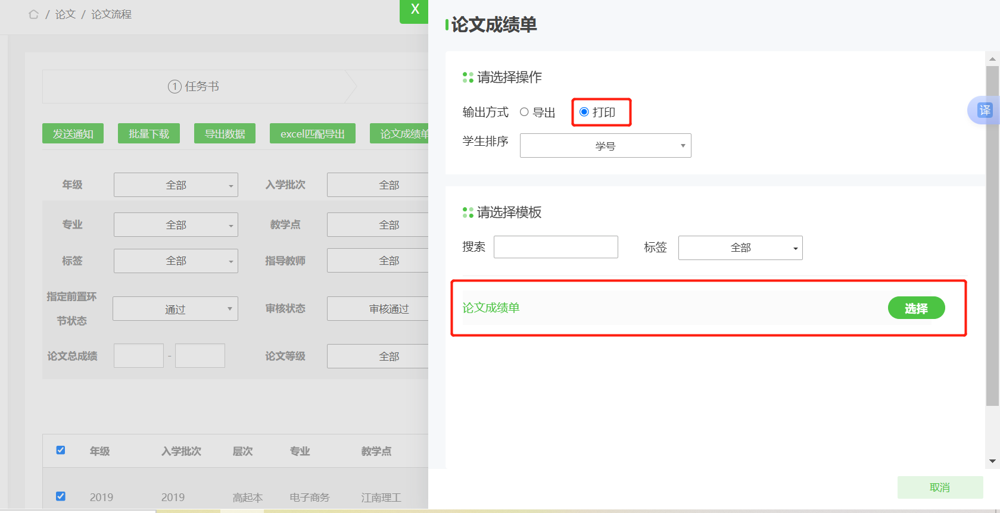 / 论文 / 论文流程
X
1 任务书
发送通知 批量下载 导出数据 excel匹配导出 论文成绩单
年级 全部 入学批次 全部
专业 全部 教学点 全部
标签 全部 指导教师 全部
指定前置环
节状态 通过 审核状态 审核通过
论文总成绩 - 论文等级 全部
年级 入学批次 层次 专业 教学点
2019 2019 高起本 电子商务 江南理工
论文成绩单
请选择操作
输出方式 导出 打印
学生排序 学号
请选择模板
搜索 标签 全部
论文成绩单 选择
取消
译